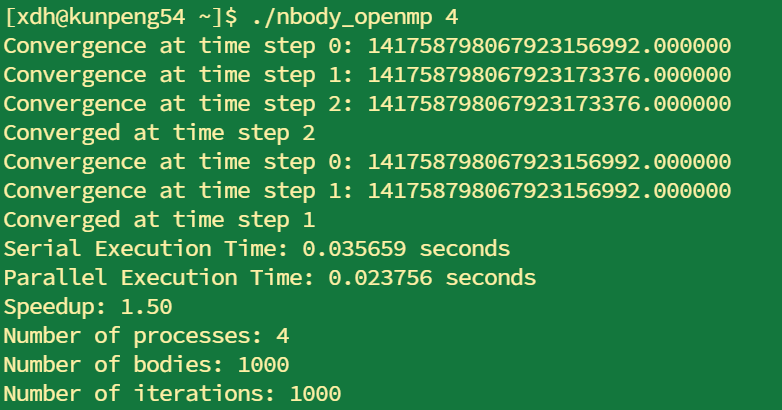 [xdh@kunpeng54 ~]$ ./nbody_openmp 4
Convergence at time step 0: 141758798067923156992.000000
Convergence at time step 1: 141758798067923173376.000000
Convergence at time step 2: 141758798067923173376.000000
Converged at time step 2
Convergence at time step 0: 141758798067923156992.000000
Convergence at time step 1: 141758798067923156992.000000
Converged at time step 1
Serial Execution Time: 0.035659 seconds
Parallel Execution Time: 0.023756 seconds
Speedup: 1.50
Number of processes: 4
Number of bodies: 1000
Number of iterations: 1000